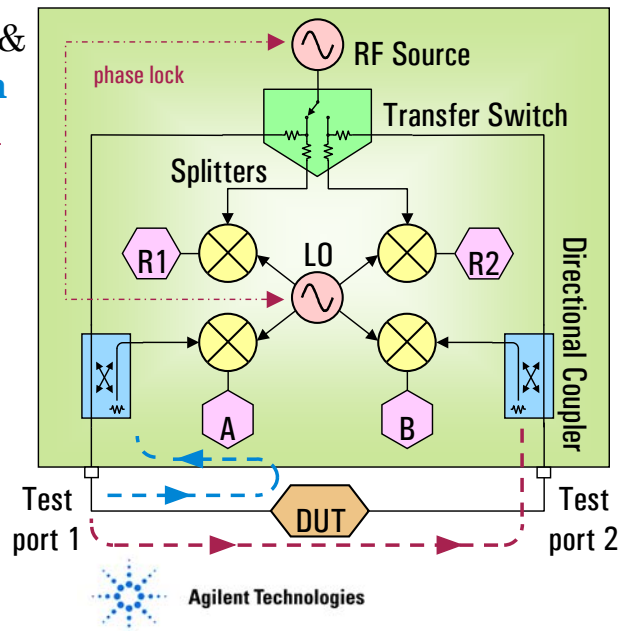 &
RF Source
phase lock
Transfer Switch
Splitters
LO
R1
R2
Directional Coupler
A
B
Test
port 1
DUT
Test
port 2
Agilent Technologies